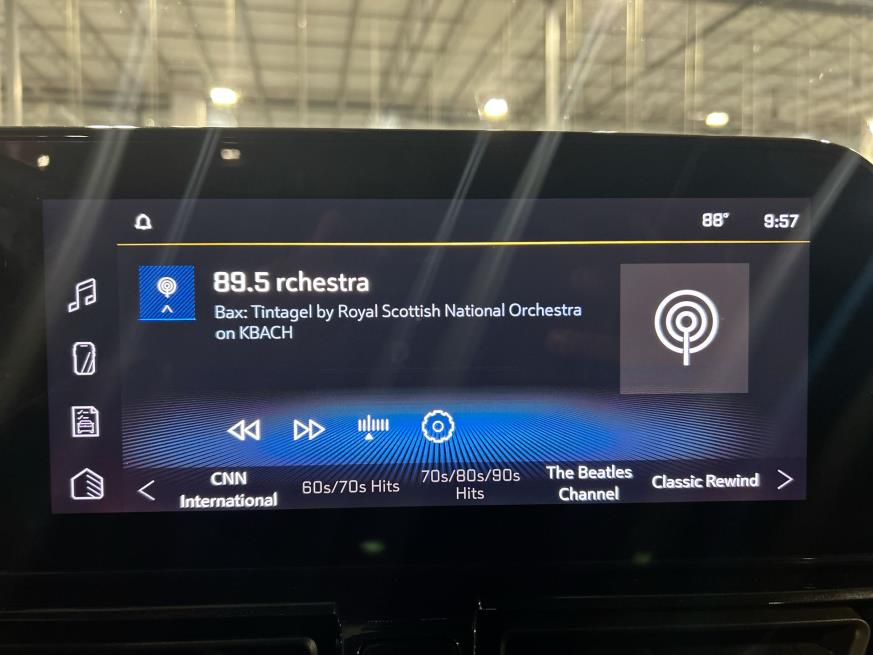 88° 9:57
89.5 rchestra
Bax: Tintagel by Royal Scottish National Orchestra
on KBACH
CNN
International
60s/70s Hits
70s/80s/90s
Hits
The Beatles
Channel
Classic Rewind